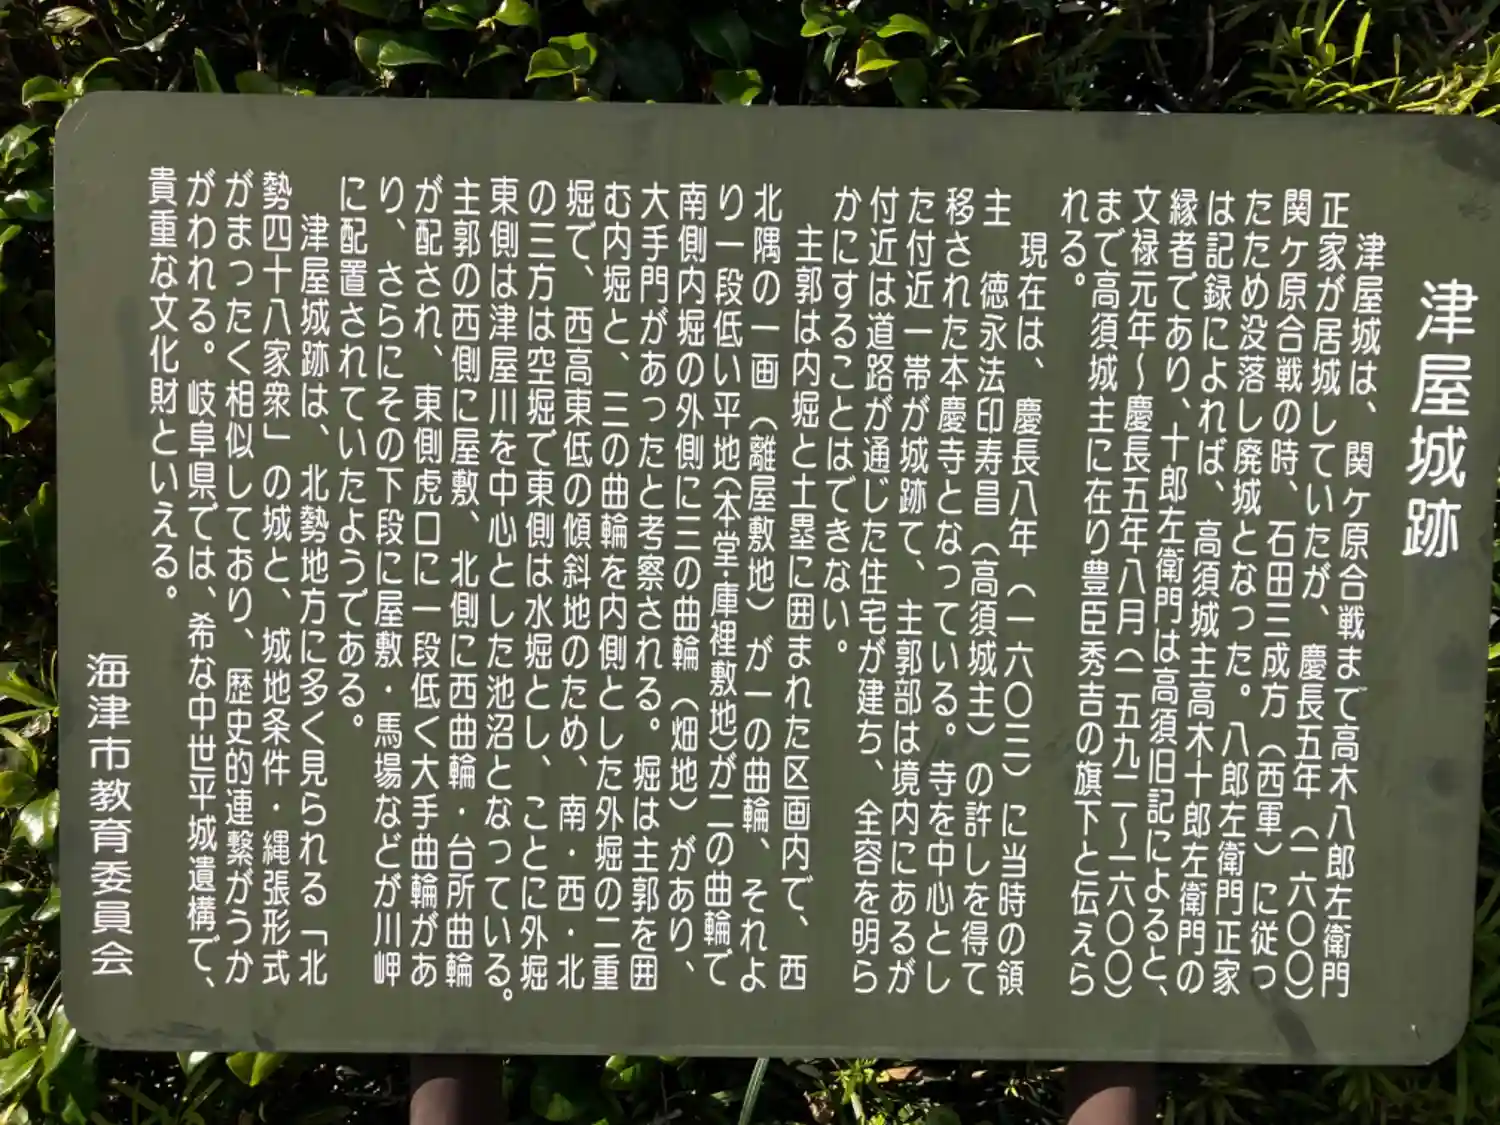 津屋城跡
津屋城は、関ケ原合戦まで高木八郎左衛門
正家が居城していたが、慶長五年（一六〇〇）
関ケ原合戦の時、石田三成方（西軍）に従っ
たため没落し廃城となった。八郎左衛門正家
は記録によれば、高須城主高木十郎左衛門の
縁者であり、十郎左衛門は高須旧記によると、
文禄元年〜慶長五年八月（一五九二〜一六〇〇）
まで高須城主に在り豊臣秀吉の旗下と伝えら
れる。
現在は、慶長八年（一六〇三）に当時の領
主　徳永法印寿昌（高須城主）の許しを得て
移された本慶寺となっている。寺を中心とし
た付近一帯が城跡で、主郭部は境内にあるが
付近は道路が通じた住宅が建ち、全容を明ら
かにすることはできない。
主郭は内堀と土塁に囲まれた区画内で、西
北隅の一画（離屋敷地）が一の曲輪、それよ
り一段低い平地（本堂・庫裡敷地）が二の曲輪で
南側内堀の外側に三の曲輪（畑地）があり、
大手門があったと考察される。堀は主郭を囲
む内堀と、三の曲輪を内側とした外堀の二重
堀で、西高東低の傾斜地のため、南・西・北
の三方は空堀で東側は水堀とし、ことに外堀
東側は津屋川を中心とした池沼となっている。
主郭の西側に屋敷、北側に西曲輪・台所曲輪
が配され、東側虎口に一段低く大手曲輪があ
り、さらにその下段に屋敷・馬場などが川岬
に配置されていたようである。
津屋城跡は、北勢地方に多く見られる「北
勢四十八家衆」の城と、城地条件・縄張形式
がまったく相似しており、歴史的連繋がうか
がわれる。岐阜県では、希な中世平城遺構で、
貴重な文化財といえる。
海津市教育委員会